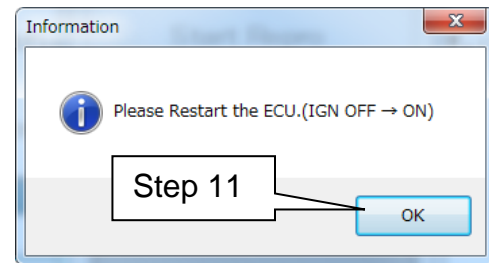 Information
Please Restart the ECU.(IGN OFF → ON)
Step 11
OK